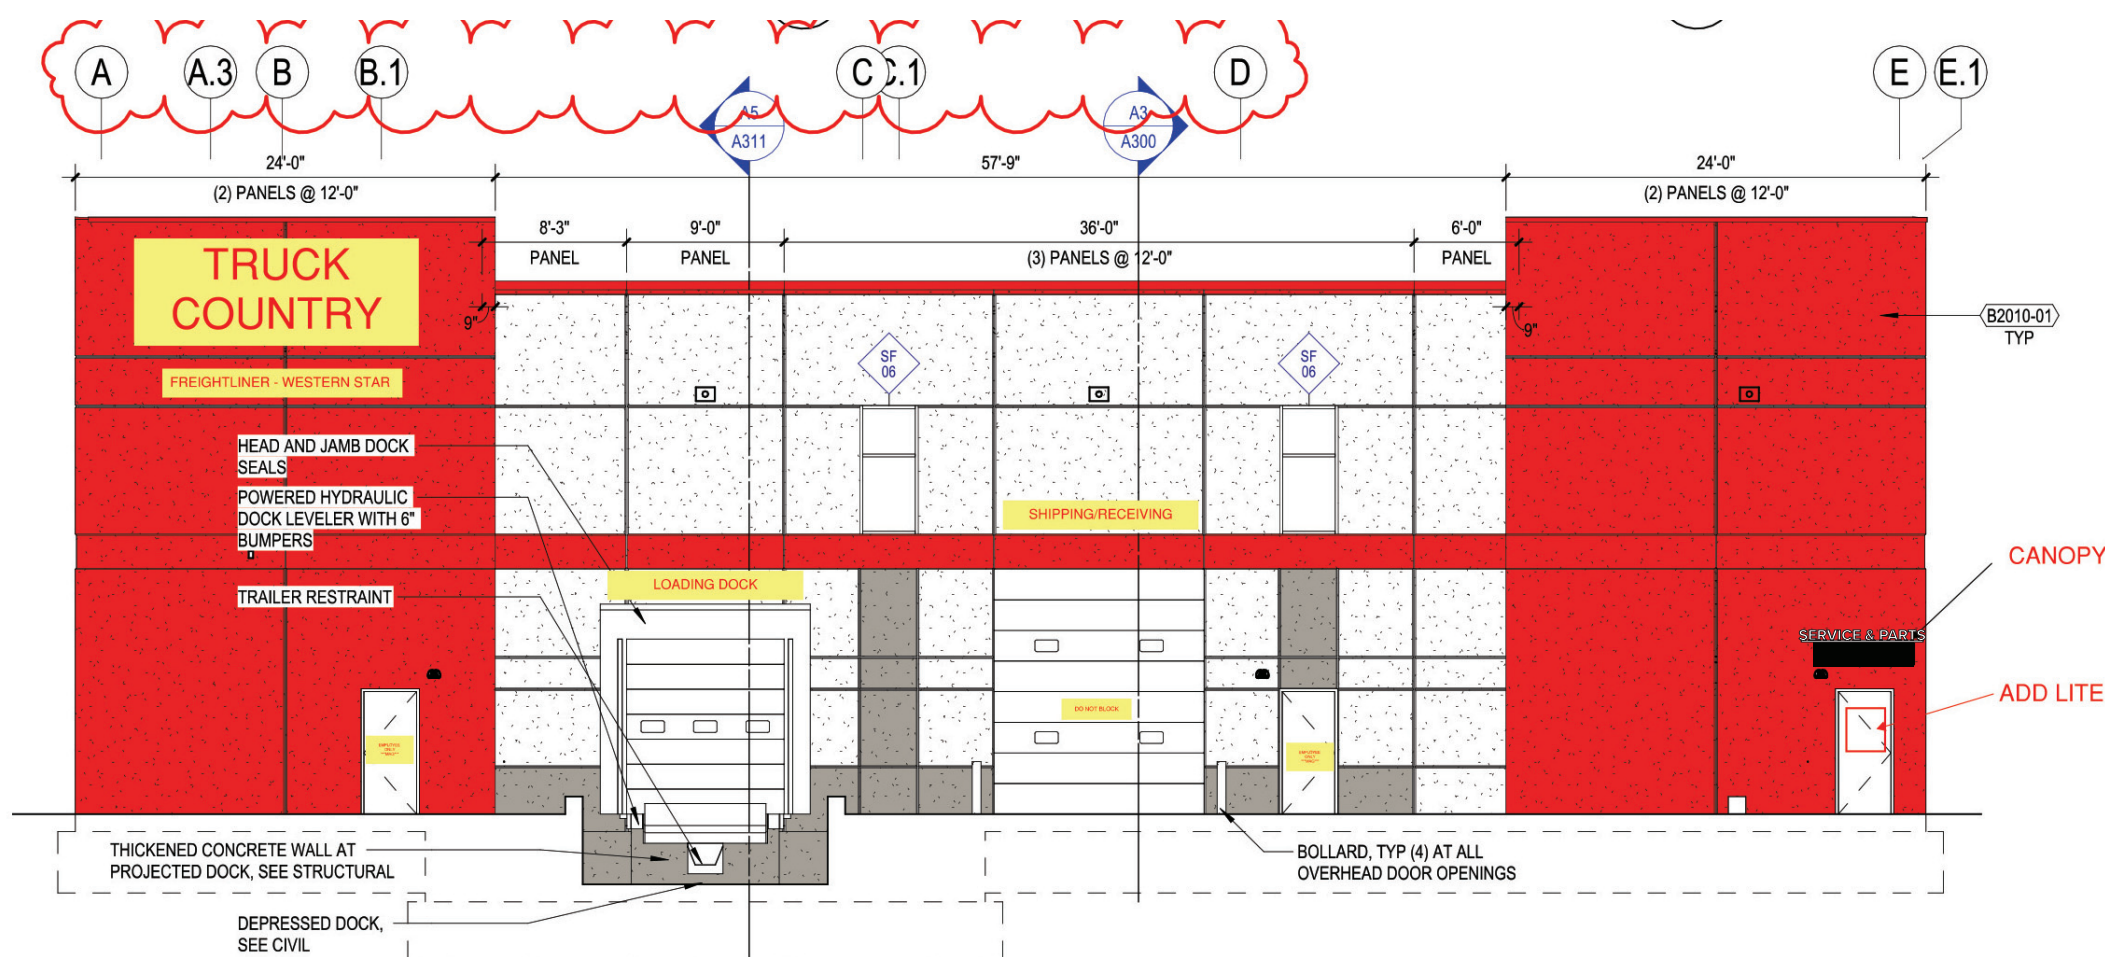 A
A.3
B
B.1
C
C.1
D
E
E.1
A5
A311
A3
A300
24'-0"
57'-9"
24'-0"
(2) PANELS @ 12'-0"
(2) PANELS @ 12'-0"
8'-3"
9'-0"
36'-0"
6'-0"
PANEL
PANEL
(3) PANELS @ 12'-0"
PANEL
TRUCK
COUNTRY
9"
9"
B2010-01
TYP
SF
06
SF
06
FREIGHTLINER - WESTERN STAR
HEAD AND JAMB DOCK
SEALS
POWERED HYDRAULIC
DOCK LEVELER WITH 6"
BUMPERS
SHIPPING/RECEIVING
CANOPY
LOADING DOCK
TRAILER RESTRAINT
SERVICE & PARTS
ADD LITE
DO NOT BLOCK
EMPLOYEE
ONLY
EMPLOYEE
ONLY
THICKENED CONCRETE WALL AT
PROJECTED DOCK, SEE STRUCTURAL
BOLLARD, TYP (4) AT ALL
OVERHEAD DOOR OPENINGS
DEPRESSED DOCK,
SEE CIVIL